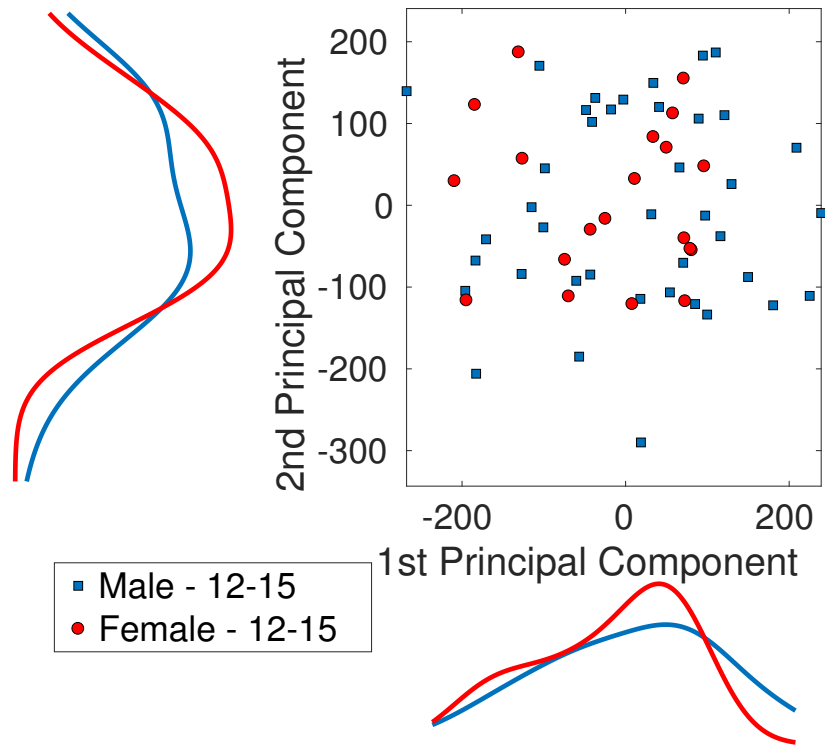 200
100
0
-100
-200
-300
2nd Principal Component
-200 0 200
1st Principal Component
Male - 12-15
Female - 12-15